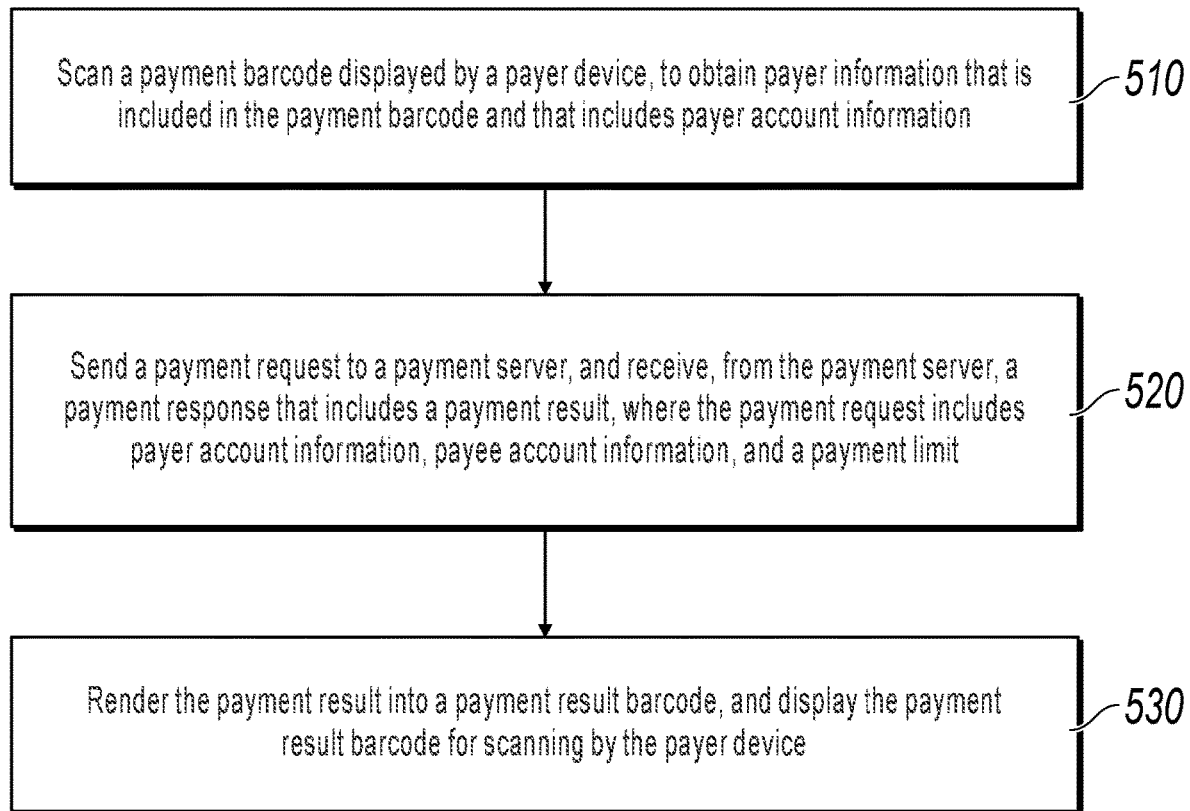 Scan a payment barcode displayed by a payer device, to obtain payer information that is
included in the payment barcode and that includes payer account information
510
Send a payment request to a payment server, and receive, from the payment server, a
payment response that includes a payment result, where the payment request includes
payer account information, payee account information, and a payment limit
520
Render the payment result into a payment result barcode, and display the payment
result barcode for scanning by the payer device
530